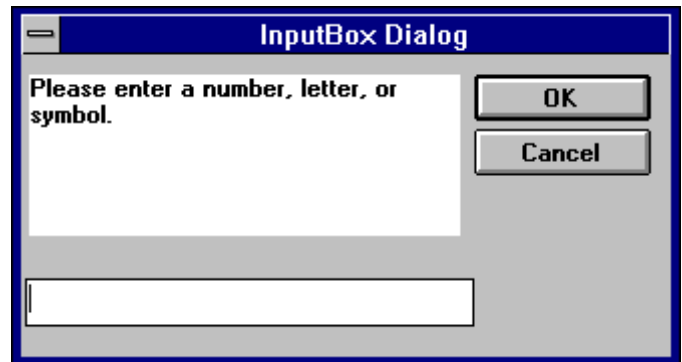 InputBox Dialog
Please enter a number, letter, or
symbol.
OK
Cancel